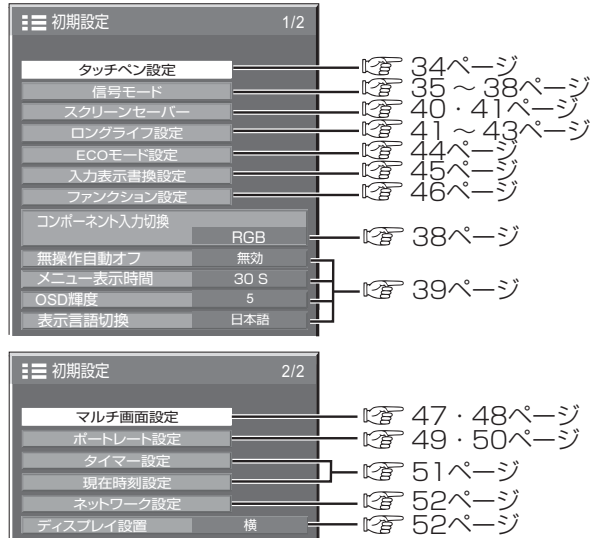 初期設定 1/2
タッチペン設定 ☞ 34ページ
信号モード ☞ 35 ～ 38ページ
スクリーンセーバー ☞ 40・41ページ
ロングライフ設定 ☞ 41 ～ 43ページ
ECOモード設定 ☞ 44ページ
入力表示書換設定 ☞ 45ページ
ファンクション設定 ☞ 46ページ
コンポーネント入力切換
RGB ☞ 38ページ
無操作自動オフ 無効
メニュー表示時間 30 S
☞ 39ページ
OSD輝度 5
表示言語切換 日本語
初期設定 2/2
マルチ画面設定 ☞ 47・48ページ
ポートレート設定 ☞ 49・50ページ
タイマー設定
☞ 51ページ
現在時刻設定
ネットワーク設定 ☞ 52ページ
ディスプレイ設置 横 ☞ 52ページ